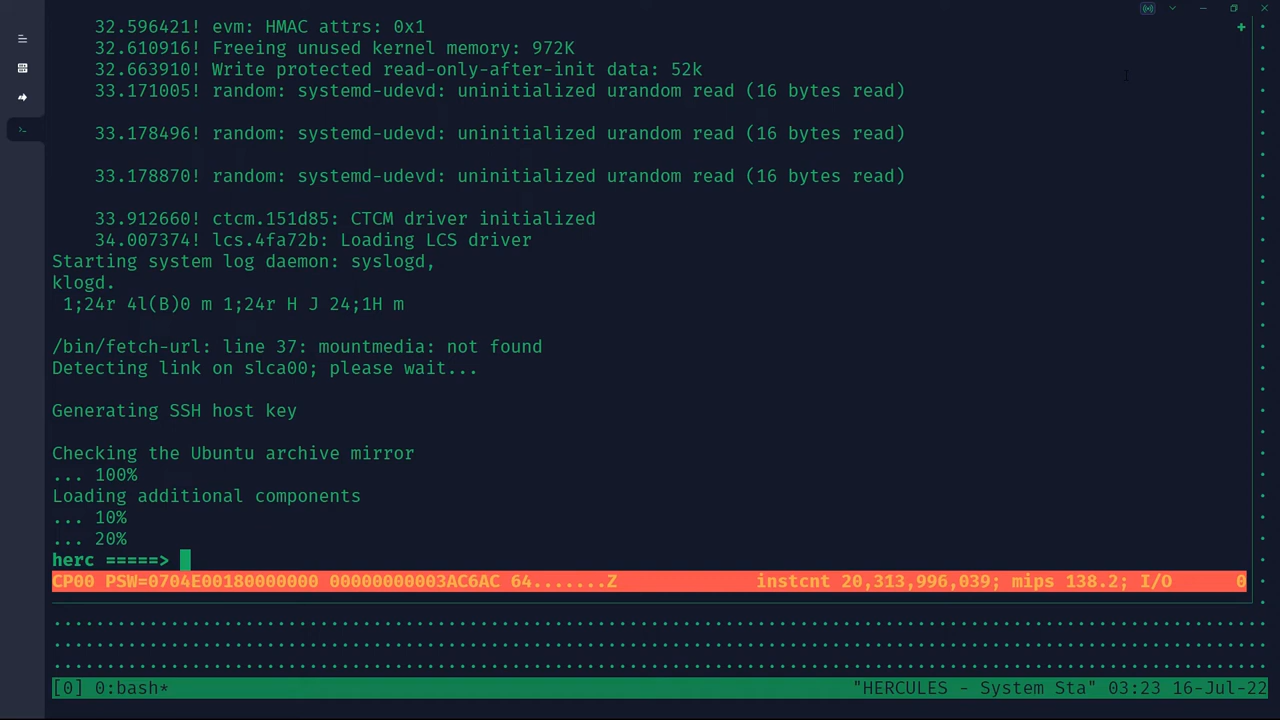 32.596421! evm: HMAC attrs: 0x1
32.610916! Freeing unused kernel memory: 972K
32.663910! Write protected read-only-after-init data: 52k
33.171005! random: systemd-udevd: uninitialized urandom read (16 bytes read)
33.178496! random: systemd-udevd: uninitialized urandom read (16 bytes read)
33.178870! random: systemd-udevd: uninitialized urandom read (16 bytes read)
33.912660! ctcm.151d85: CTCM driver initialized
34.007374! lcs.4fa72b: Loading LCS driver
Starting system log daemon: syslogd,
klogd.
1;24r 4l(B)0 m 1;24r H J 24;1H m
/bin/fetch-url: line 37: mountmedia: not found
Detecting link on slca00; please wait...
Generating SSH host key
Checking the Ubuntu archive mirror
... 100%
Loading additional components
... 10%
... 20%
herc =====>
CP00 PSW=0704E00180000000 00000000003AC6AC 64.......Z instcnt 20,313,996,039; mips 138.2; I/O 0
[0] 0:bash* "HERCULES - System Sta" 03:23 16-Jul-22